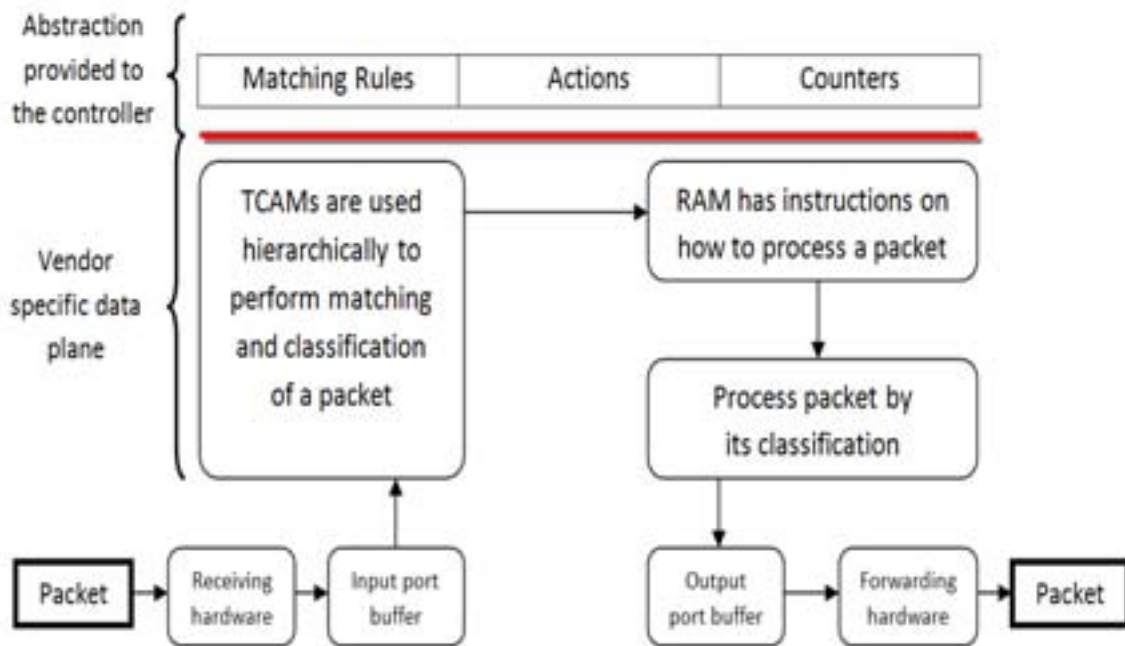 Abstraction
provided to
the controller
Matching Rules
Actions
Counters
Vendor
specific data
plane
TCAMs are used
hierarchically to
perform matching
and classification
of a packet
RAM has instructions on
how to process a packet
Process packet by
its classification
Packet
Receiving
hardware
Input port
buffer
Output
port buffer
Forwarding
hardware
Packet